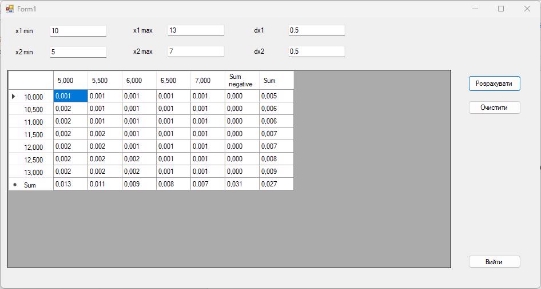 Form1
x1 min 10 x1 max 13 dx1 0.5
x2 min 5 x2 max 7 dx2 0.5
5,000 5,500 6,000 6,500 7,000 Sum negative Sum
Розрахувати
10,000 0,001 0,001 0,001 0,001 0,001 0,000 0,005
10,500 0,002 0,001 0,001 0,001 0,001 0,000 0,006
Очистити
11,000 0,002 0,001 0,001 0,001 0,001 0,000 0,006
11,500 0,002 0,002 0,001 0,001 0,001 0,000 0,007
12,000 0,002 0,002 0,001 0,001 0,001 0,000 0,007
12,500 0,002 0,002 0,002 0,001 0,001 0,000 0,008
13,000 0,002 0,002 0,002 0,001 0,001 0,000 0,009
Sum 0,013 0,011 0,009 0,008 0,007 0,031 0,027
Вийти